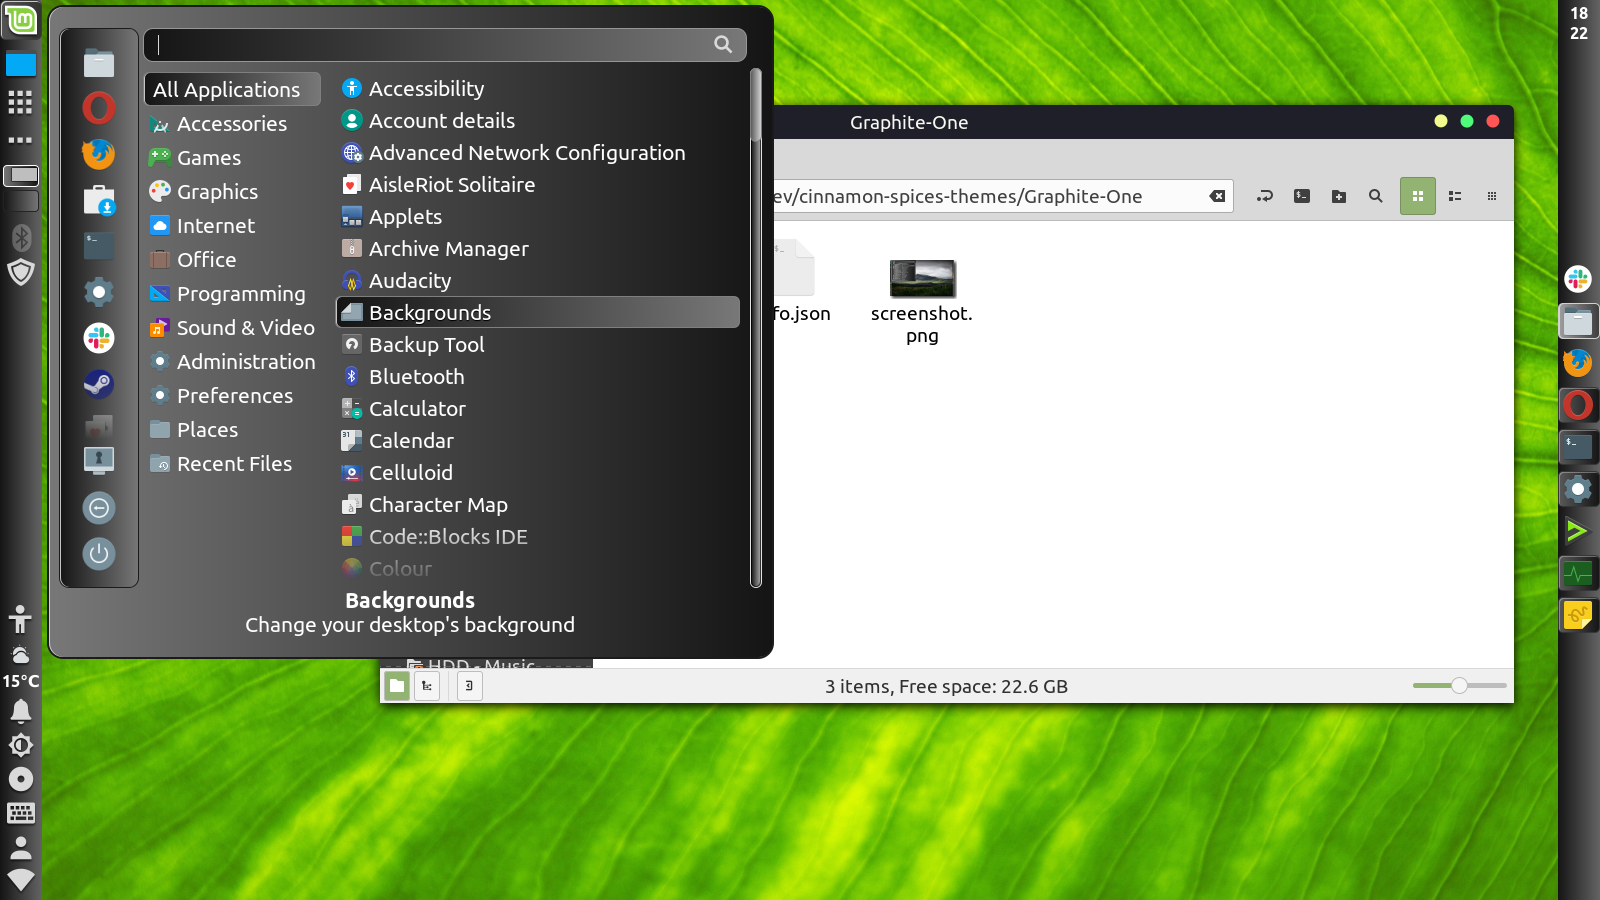 18
22
All Applications
Accessories
Games
Graphics
Internet
Office
Programming
Sound & Video
Administration
Preferences
Places
Recent Files
Accessibility
Account details
Advanced Network Configuration
AisleRiot Solitaire
Applets
Archive Manager
Audacity
Backgrounds
Backup Tool
Bluetooth
Calculator
Calendar
Celluloid
Character Map
Code::Blocks IDE
Colour
Backgrounds
Change your desktop's background
Graphite-One
ev/cinnamon-spices-themes/Graphite-One
fo.json
screenshot.
png
HDD - Music
3 items, Free space: 22.6 GB
15°C